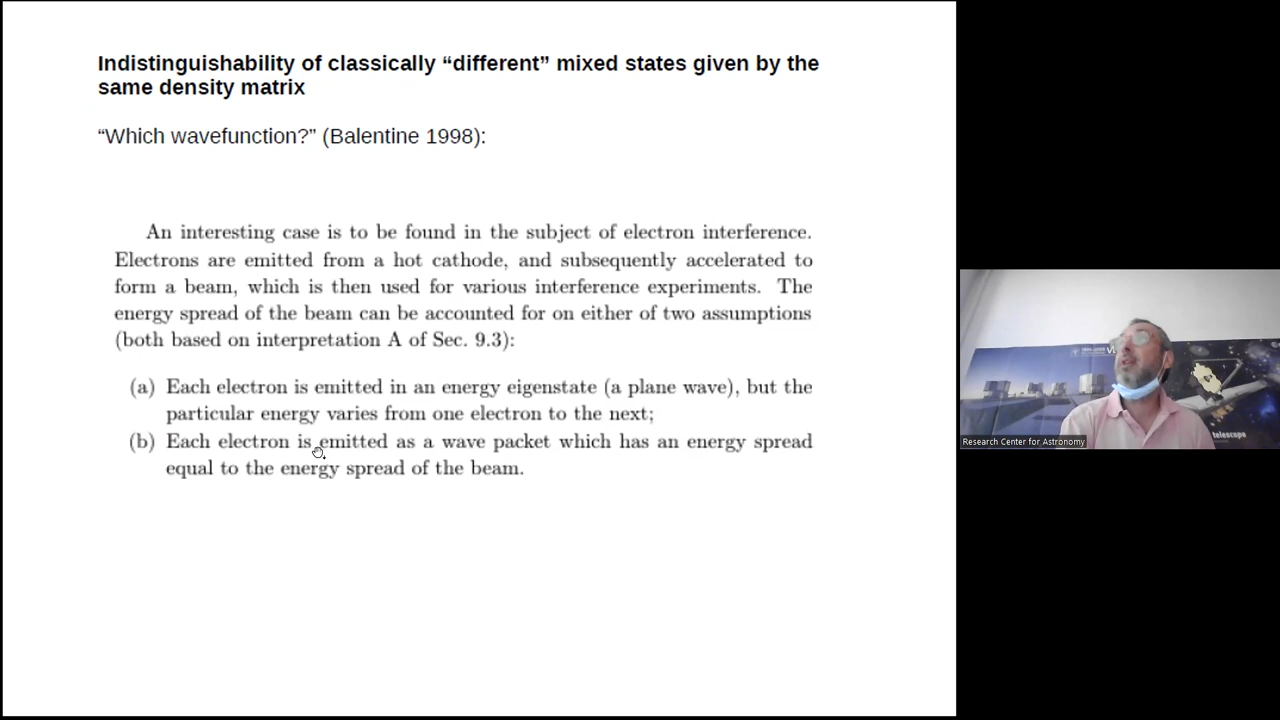 Indistinguishability of classically “different” mixed states given by the
same density matrix
“Which wavefunction?” (Balentine 1998):
An interesting case is to be found in the subject of electron interference.
Electrons are emitted from a hot cathode, and subsequently accelerated to
form a beam, which is then used for various interference experiments. The
energy spread of the beam can be accounted for on either of two assumptions
(both based on interpretation A of Sec. 9.3):
(a) Each electron is emitted in an energy eigenstate (a plane wave), but the
particular energy varies from one electron to the next;
(b) Each electron is emitted as a wave packet which has an energy spread
equal to the energy spread of the beam.
Research Center for Astronomy
telescope